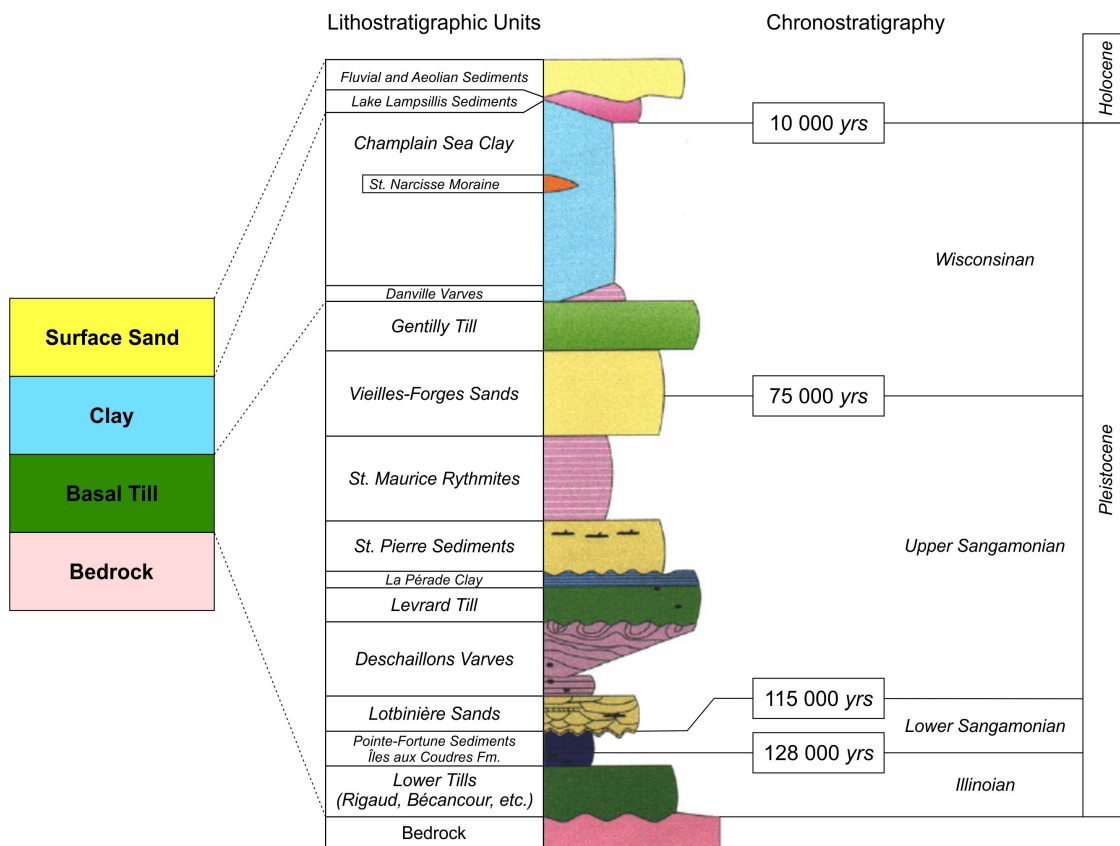 Lithostratigraphic Units
Chronostratigraphy
Surface Sand
Clay
Basal Till
Bedrock
Fluvial and Aeolian Sediments
Lake Lampsillis Sediments
Champlain Sea Clay
St. Narcisse Moraine
Danville Varves
Gentilly Till
Vieilles-Forges Sands
St. Maurice Rythmites
St. Pierre Sediments
La Pérade Clay
Levrard Till
Deschaillons Varves
Lotbinière Sands
Pointe-Fortune Sediments
Îles aux Coudres Fm.
Lower Tills
(Rigaud, Bécancour, etc.)
Bedrock
10 000 yrs
75 000 yrs
115 000 yrs
128 000 yrs
Wisconsinan
Upper Sangamonian
Lower Sangamonian
Illinoian
Holocene
Pleistocene